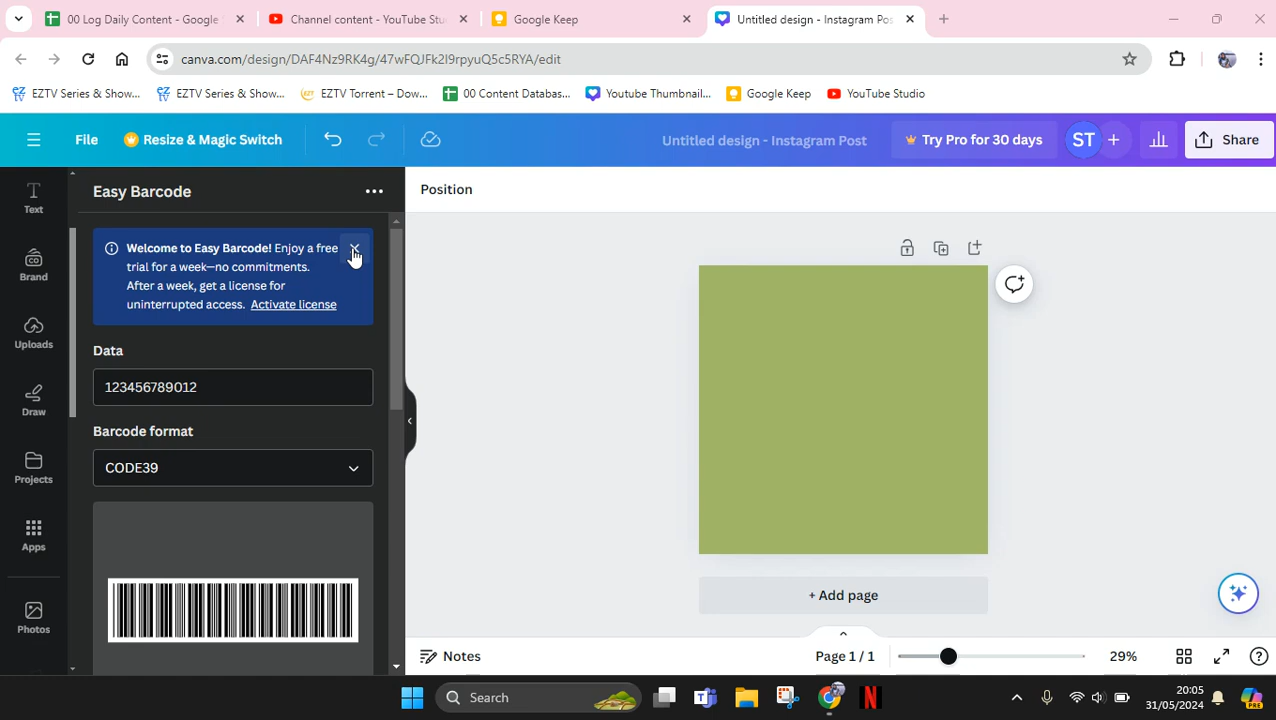 00 Log Daily Content - Google
Channel content - YouTube Stu
Google Keep
Untitled design - Instagram Pos
canva.com/design/DAF4Nz9RK4g/47wFQJFk2l9rpyuQ5c5RYA/edit
EZTV Series & Show...
EZTV Series & Show...
EZTV Torrent – Dow...
00 Content Databas...
Youtube Thumbnail...
Google Keep
YouTube Studio
File
Resize & Magic Switch
Untitled design - Instagram Post
Try Pro for 30 days
ST
Share
Text
Brand
Uploads
Draw
Projects
Apps
Photos
Easy Barcode
Welcome to Easy Barcode! Enjoy a free
trial for a week—no commitments.
After a week, get a license for
uninterrupted access. Activate license
Data
123456789012
Barcode format
CODE39
Position
+ Add page
Notes
Page 1 / 1
29%
Search
20:05
31/05/2024
PRE